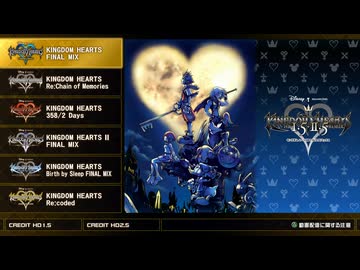 KINGDOM HEARTS
FINAL MIX
KINGDOM HEARTS
Re:Chain of Memories
KINGDOM HEARTS
358/2 Days
KINGDOM HEARTS II
FINAL MIX
KINGDOM HEARTS
Birth by Sleep FINAL MIX
KINGDOM HEARTS
Re:coded
Disney
KINGDOM HEARTS
CREDIT HD1.5
CREDIT HD2.5
動画配信に関する注意